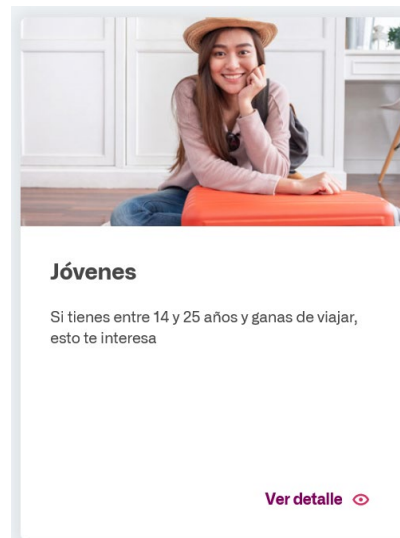 Jóvenes
Si tienes entre 14 y 25 años y ganas de viajar,
esto te interesa
Ver detalle